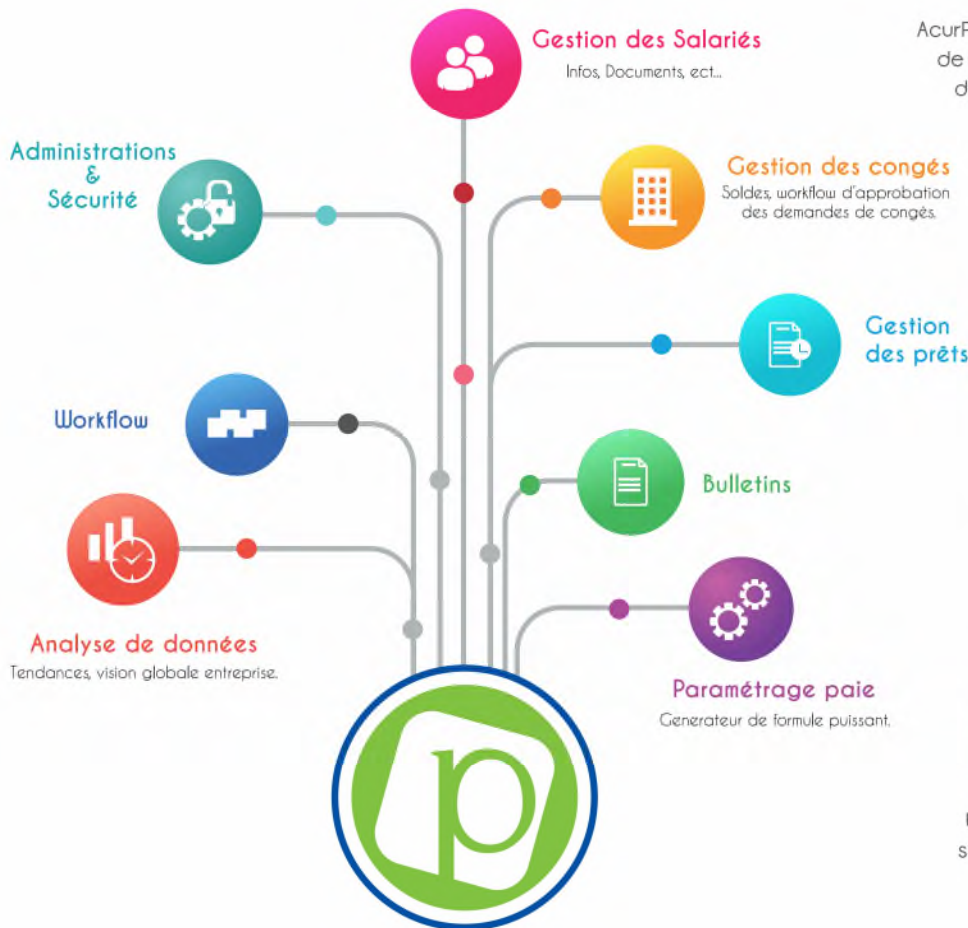 Gestion des Salariés
Infos, Documents, ect...
de
d
Administrations
&
Sécurité
Gestion des congés
Soldes, workflow d'approbation
des demandes de congés.
Gestion
des prêts
Workflow
Bulletins
Analyse de données
Tendances, vision globale entreprise.
Paramétrage paie
Generateur de formule puissant.
p
s